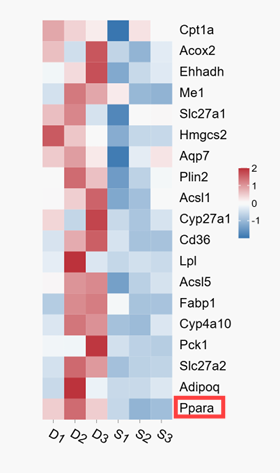 Cpt1a
Acox2
Ehhadh
Me1
Slc27a1
Hmgcs2
Aqp7
Plin2
Acsl1
Cyp27a1
Cd36
Lpl
Acsl5
Fabp1
Cyp4a10
Pck1
Slc27a2
Adipoq
Ppara
2
1
0
-1
D1 D2 D3 S1 S2 S3